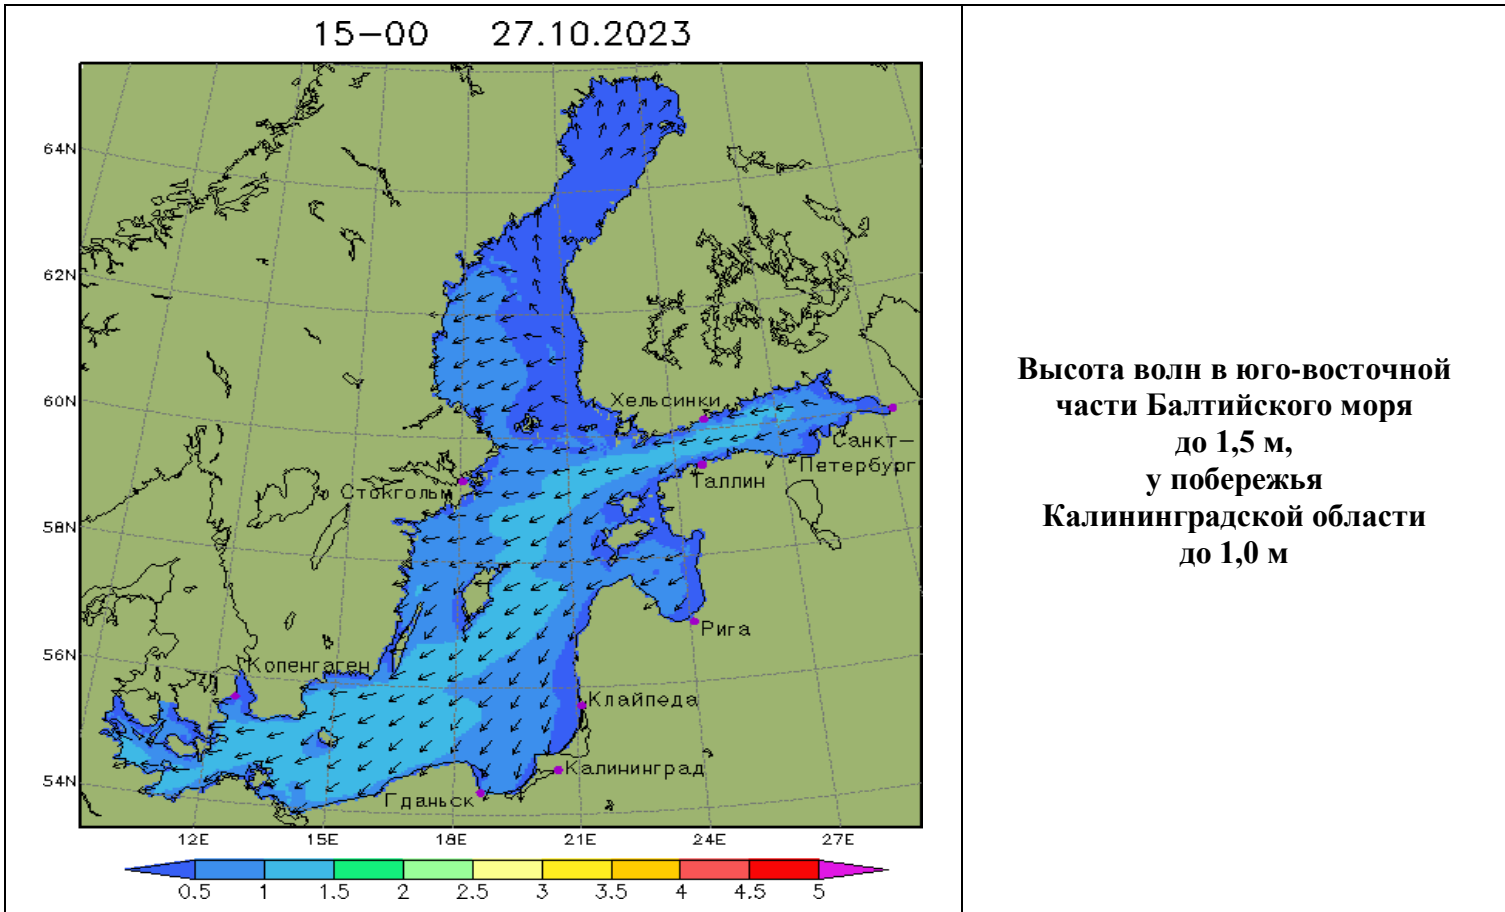 15-00 27.10.2023
64N
62N
60N
58N
56N
54N
Хельсинки
Санкт-
Петербург
Таллин
Стокгольм
Рига
Копенгаген
Клайпеда
Калининград
Гданьск
12E 15E 18E 21E 24E 27E
0.5 1 1.5 2 2.5 3 3.5 4 4.5 5
Высота волн в юго-восточной
части Балтийского моря
до 1,5 м,
у побережья
Калининградской области
до 1,0 м